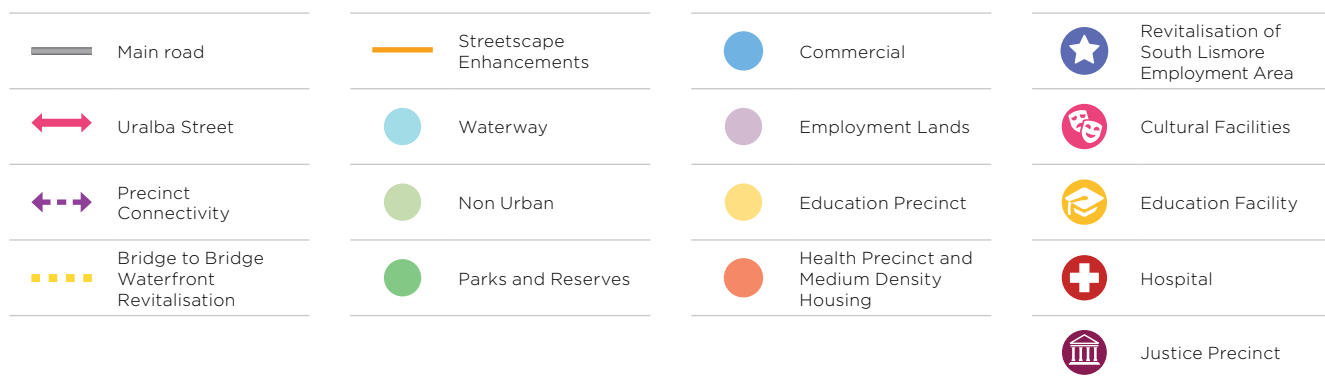 Main road
Uralba Street
Precinct
Connectivity
Bridge to Bridge
Waterfront
Revitalisation
Streetscape
Enhancements
Waterway
Non Urban
Parks and Reserves
Commercial
Employment Lands
Education Precinct
Health Precinct and
Medium Density
Housing
Revitalisation of
South Lismore
Employment Area
Cultural Facilities
Education Facility
Hospital
Justice Precinct